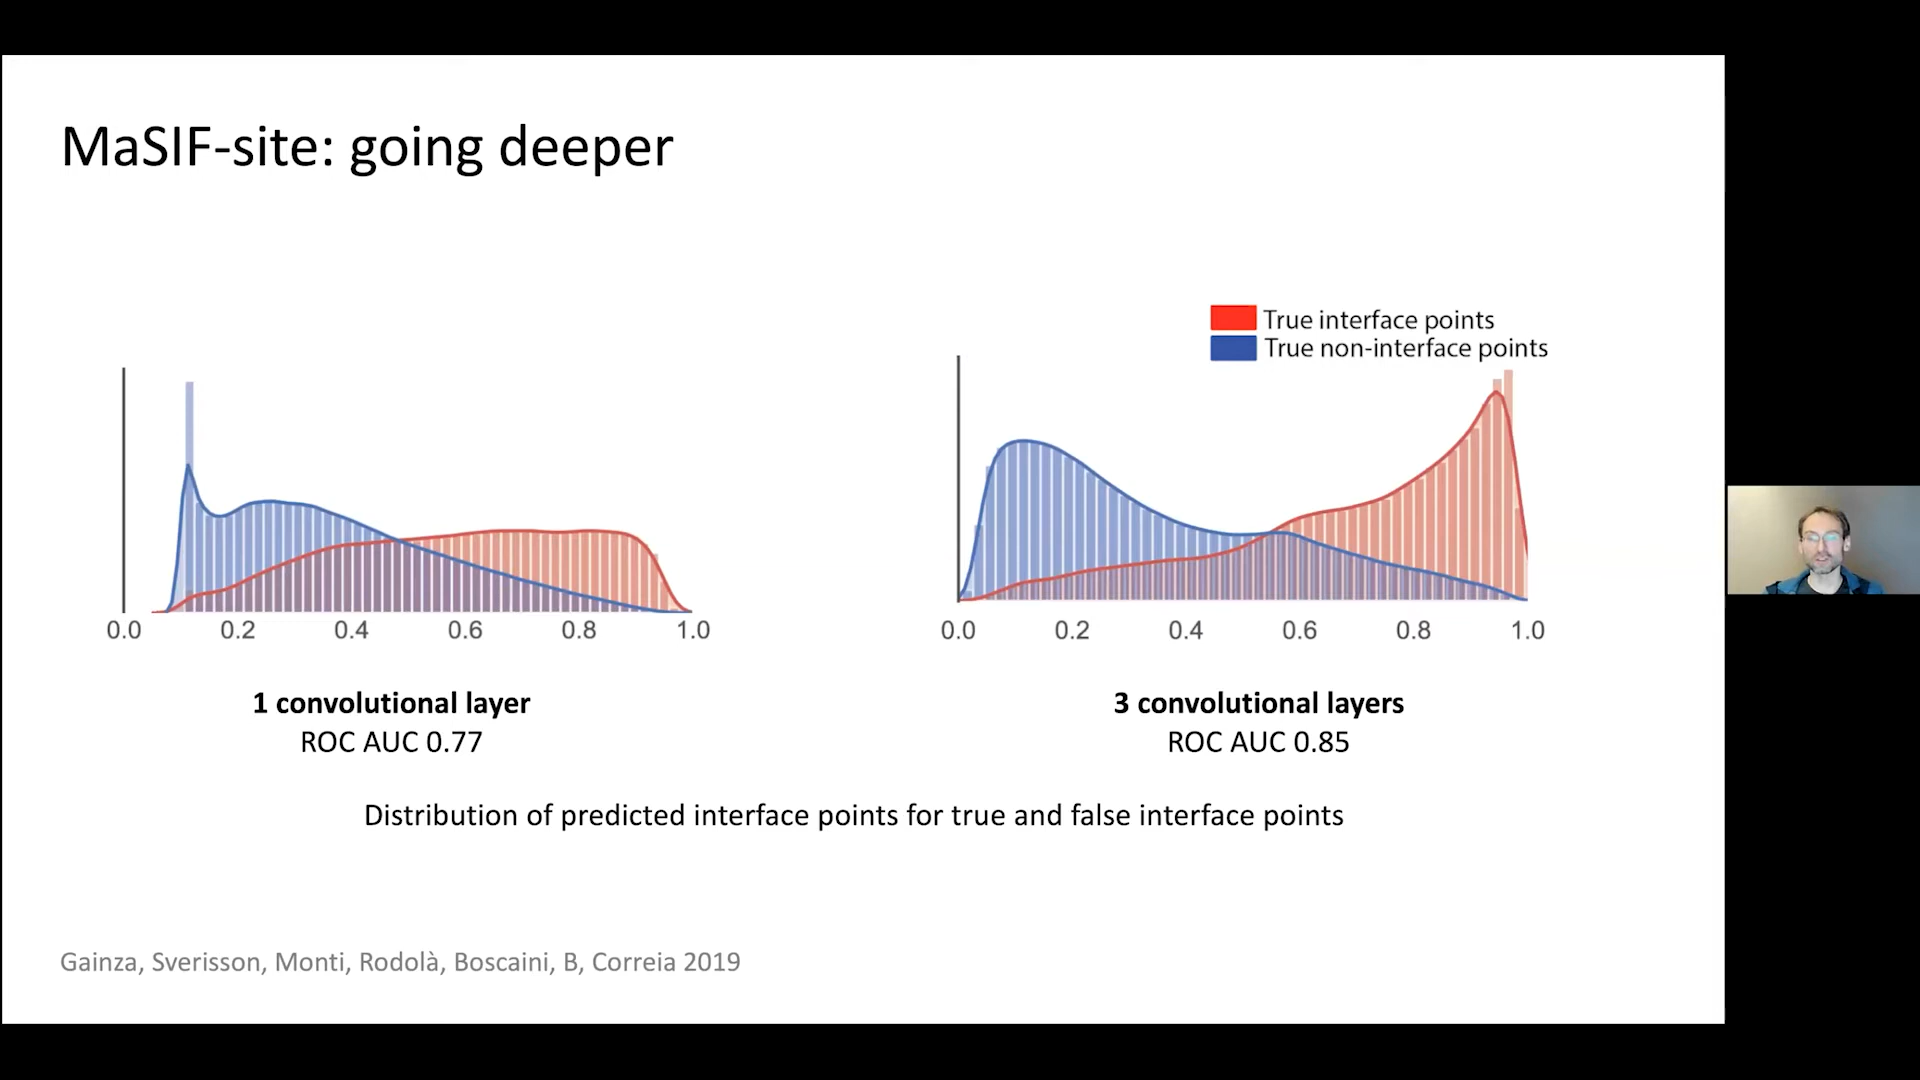 MaSIF-site: going deeper
True interface points
True non-interface points
0.0 0.2 0.4 0.6 0.8 1.0
0.0 0.2 0.4 0.6 0.8 1.0
1 convolutional layer
ROC AUC 0.77
3 convolutional layers
ROC AUC 0.85
Distribution of predicted interface points for true and false interface points
Gainza, Sverisson, Monti, Rodolà, Boscaini, B, Correia 2019